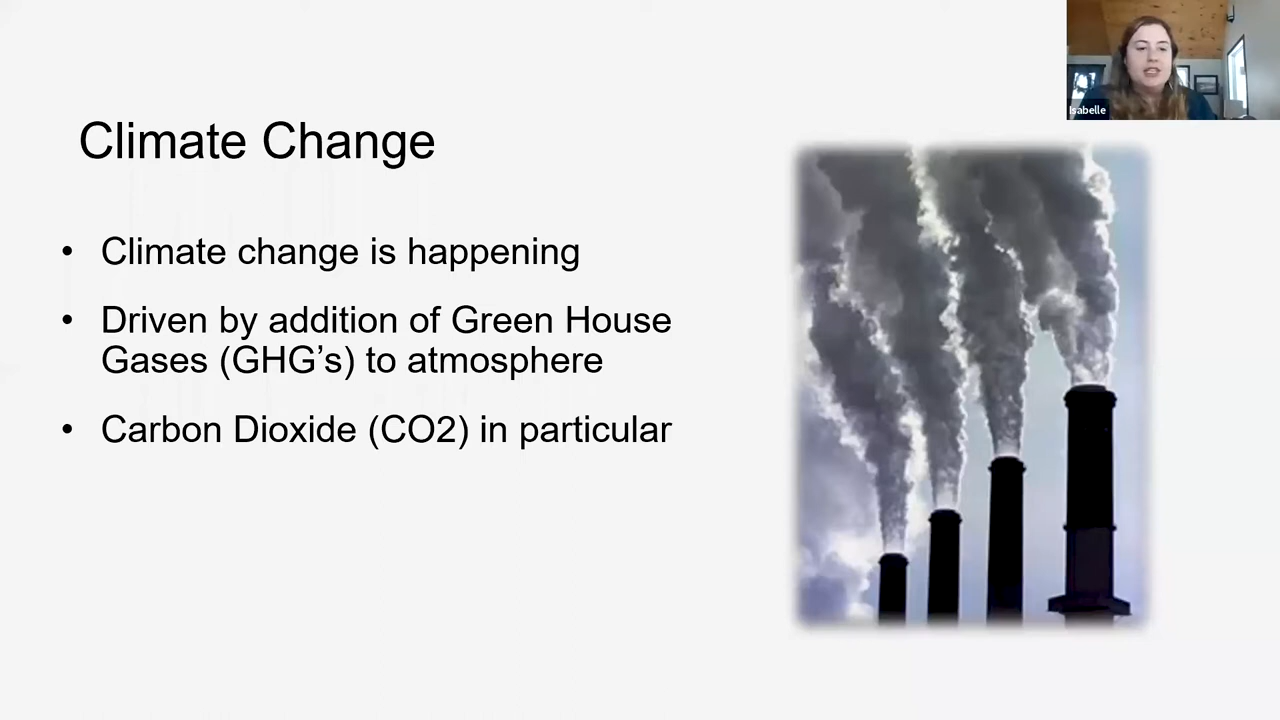 Isabelle
Climate Change
• Climate change is happening
• Driven by addition of Green House
Gases (GHG’s) to atmosphere
• Carbon Dioxide (CO2) in particular